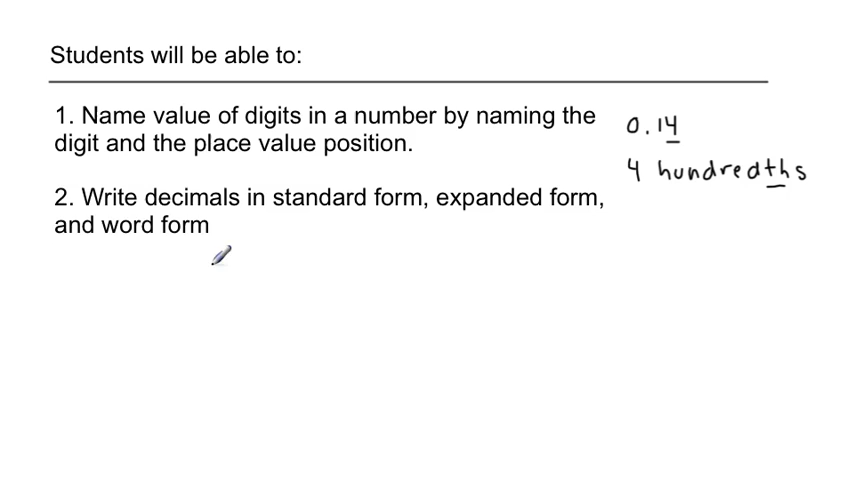 Students will be able to:
1. Name value of digits in a number by naming the
digit and the place value position.
0.14
4 hundredths
2. Write decimals in standard form, expanded form,
and word form